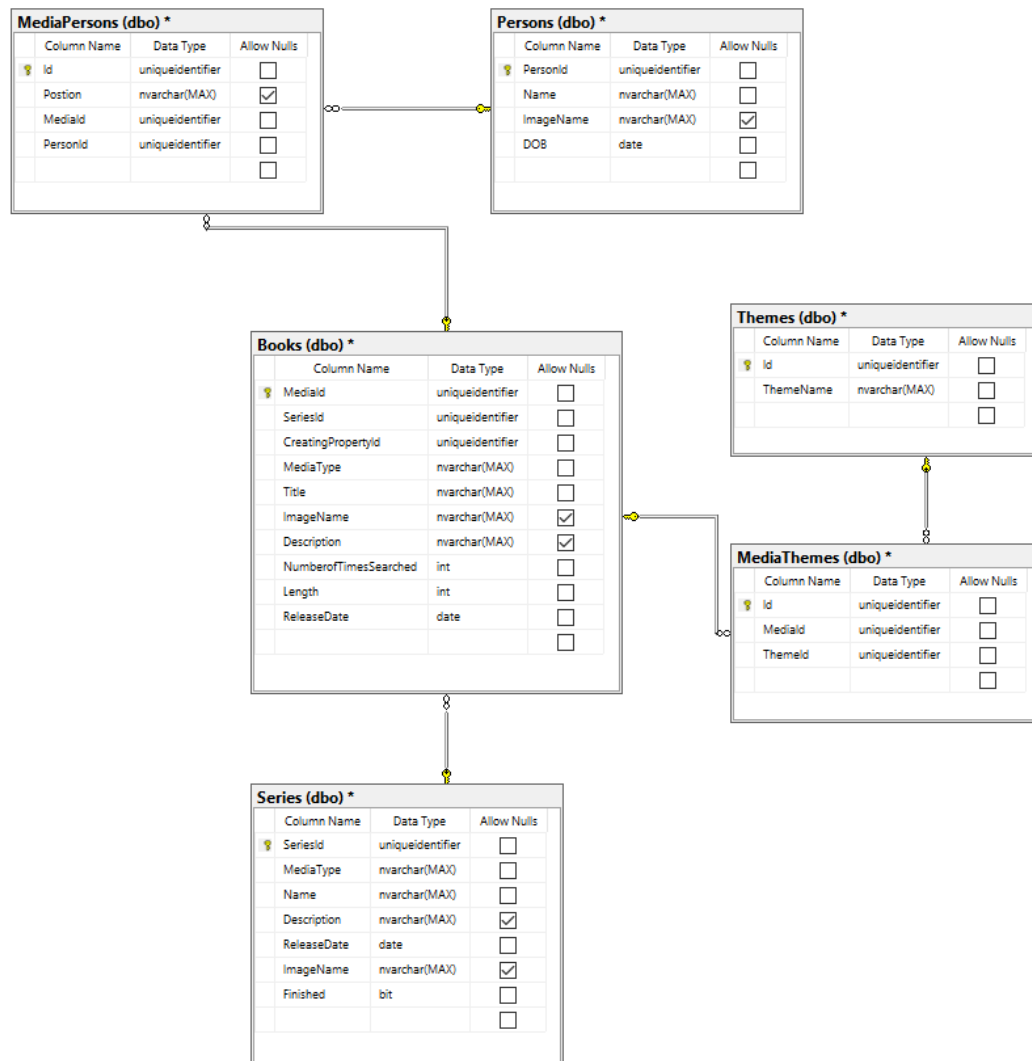 MediaPersons (dbo) *
Column Name Data Type Allow Nulls
Id uniqueidentifier
Postion nvarchar(MAX)
MediaId uniqueidentifier
PersonId uniqueidentifier
Persons (dbo) *
Column Name Data Type Allow Nulls
PersonId uniqueidentifier
Name nvarchar(MAX)
ImageName nvarchar(MAX)
DOB date
Books (dbo) *
Column Name Data Type Allow Nulls
MediaId uniqueidentifier
SeriesId uniqueidentifier
CreatingPropertyId uniqueidentifier
MediaType nvarchar(MAX)
Title nvarchar(MAX)
ImageName nvarchar(MAX)
Description nvarchar(MAX)
NumberofTimesSearched int
Length int
ReleaseDate date
Themes (dbo) *
Column Name Data Type Allow Nulls
Id uniqueidentifier
ThemeName nvarchar(MAX)
MediaThemes (dbo) *
Column Name Data Type Allow Nulls
Id uniqueidentifier
MediaId uniqueidentifier
ThemeId uniqueidentifier
Series (dbo) *
Column Name Data Type Allow Nulls
SeriesId uniqueidentifier
MediaType nvarchar(MAX)
Name nvarchar(MAX)
Description nvarchar(MAX)
ReleaseDate date
ImageName nvarchar(MAX)
Finished bit